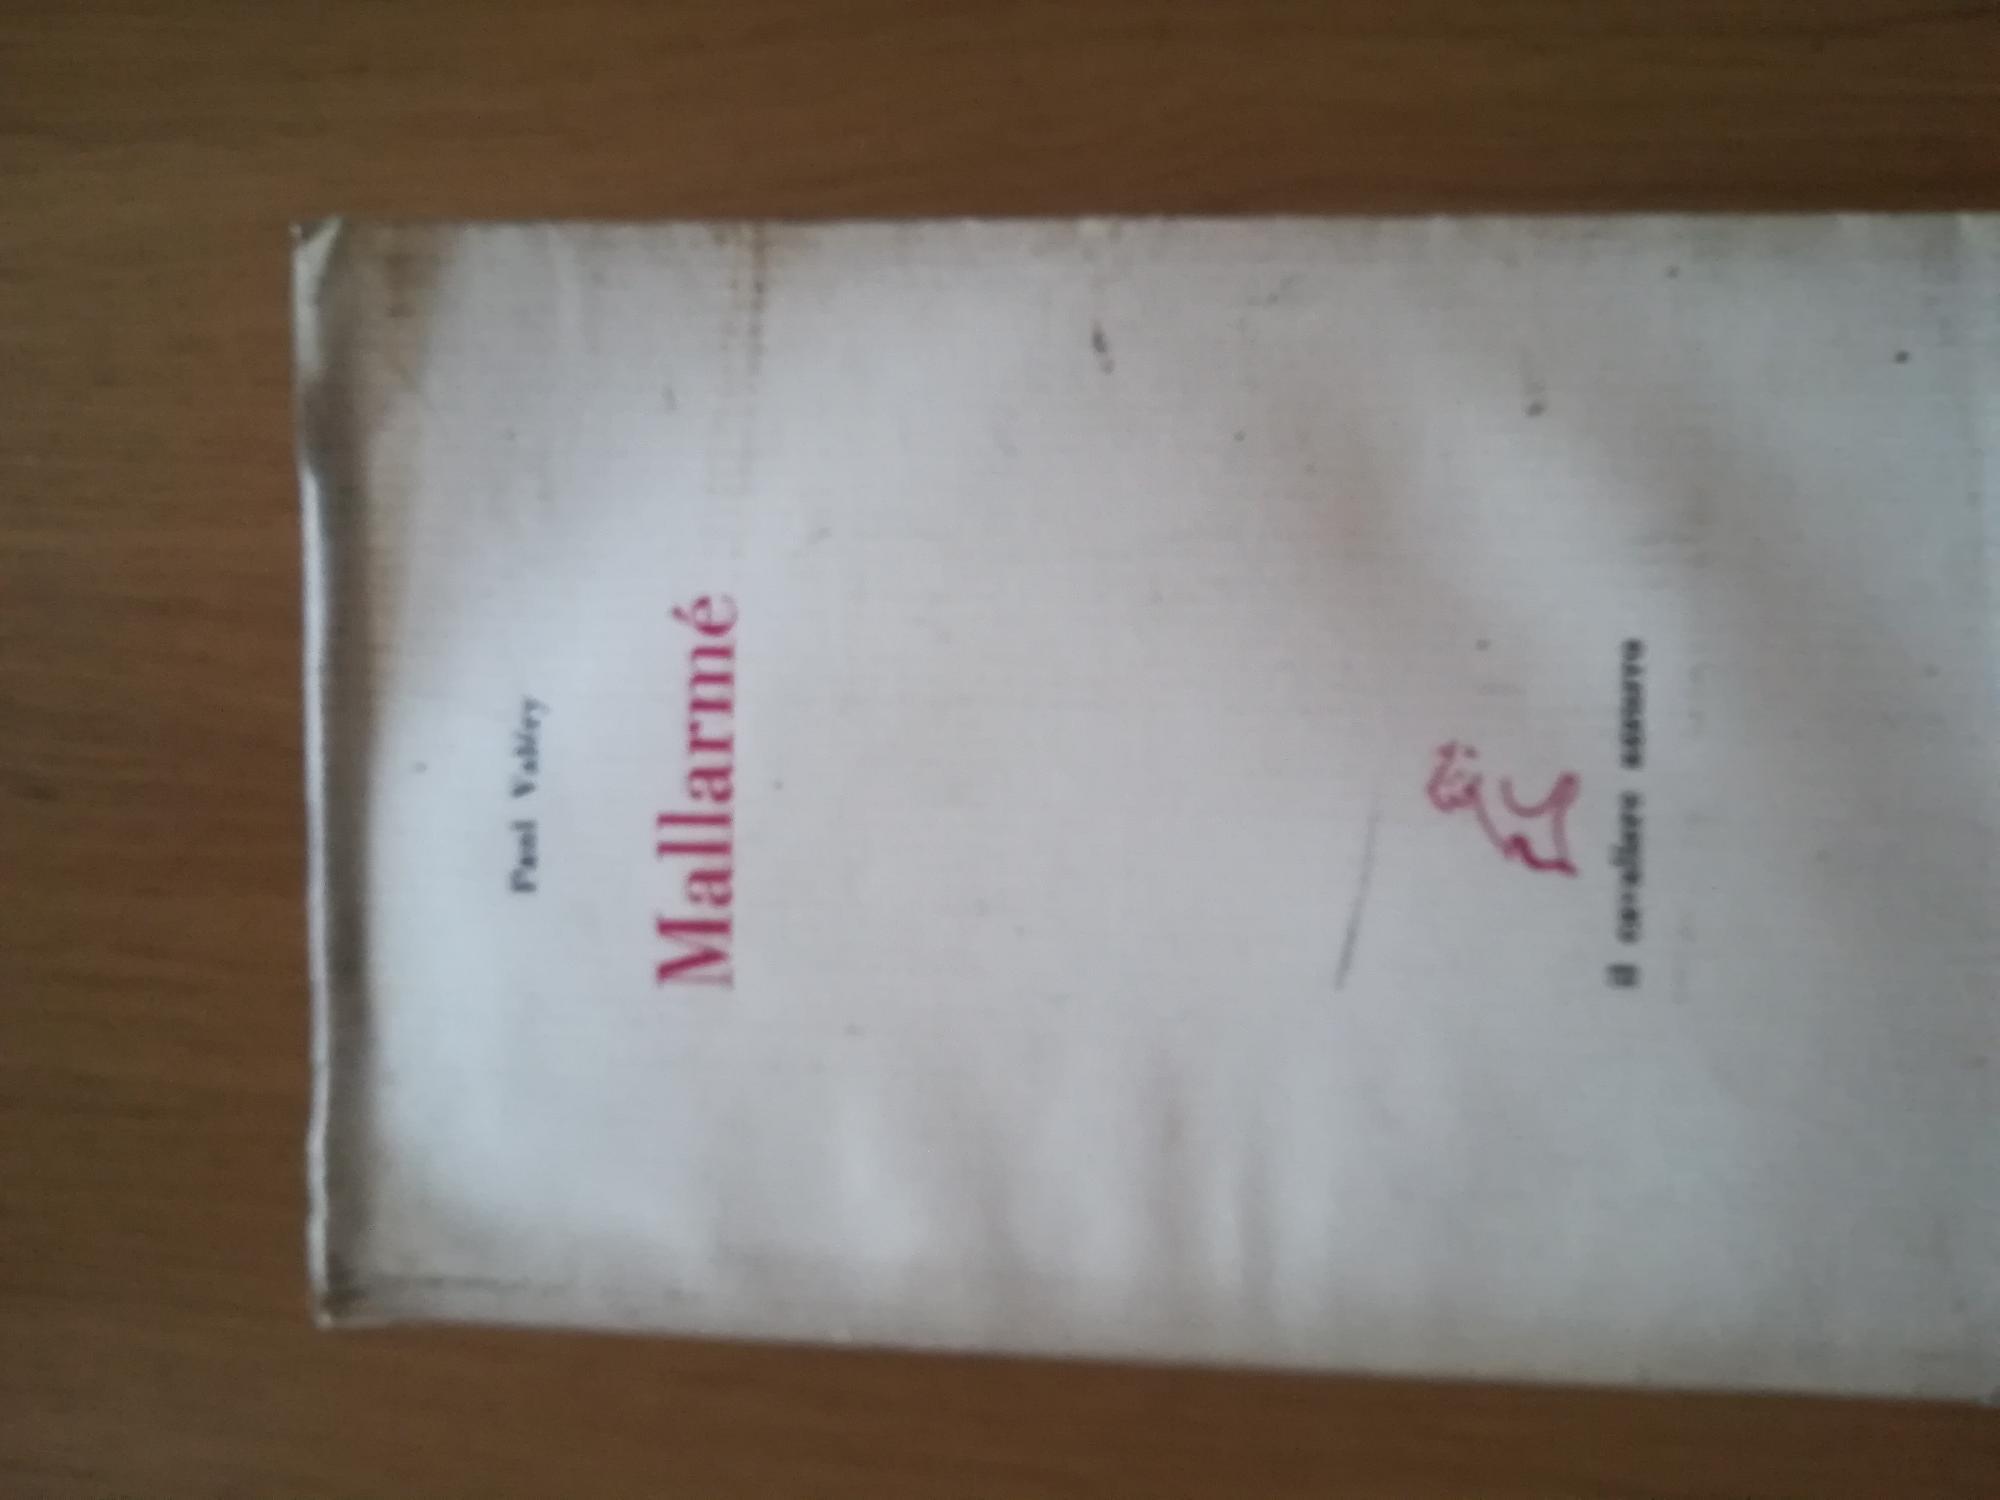 Paul Valéry
Mallarmé
il cavaliere azzurro